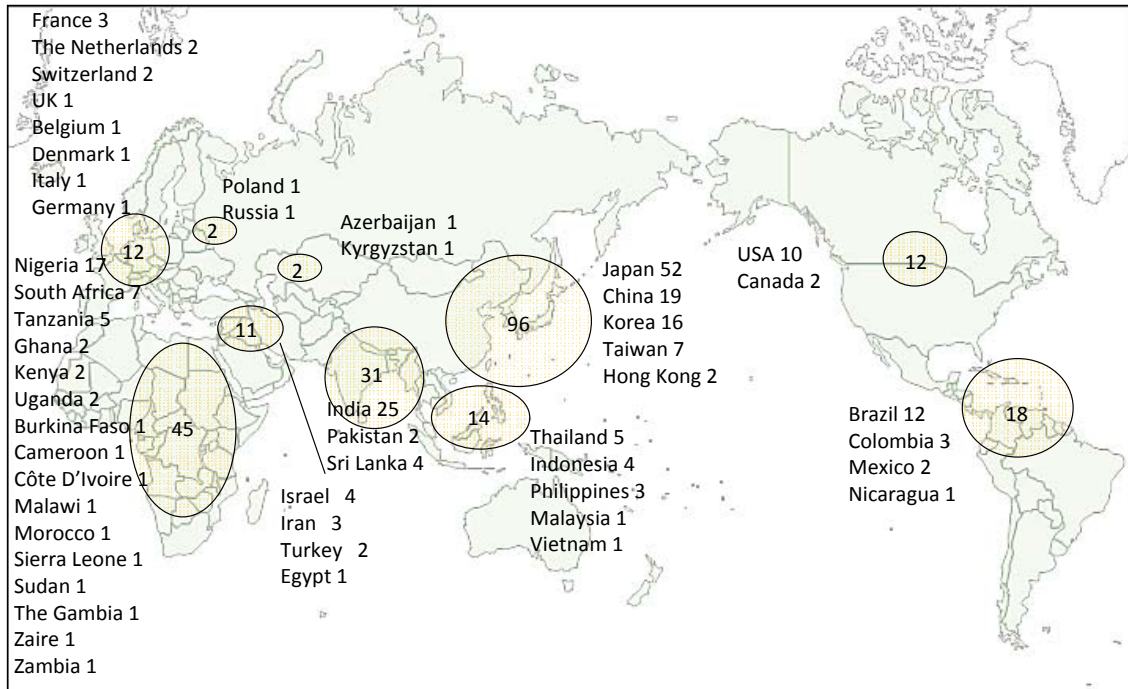 France 3
The Netherlands 2
Switzerland 2
UK 1
Belgium 1
Denmark 1
Italy 1
Germany 1
12
Poland 1
Russia 1
2
Azerbaijan 1
Kyrgyzstan 1
2
Nigeria 17
South Africa 7
Tanzania 5
Ghana 2
Kenya 2
Uganda 2
Burkina Faso 1
Cameroon 1
Côte D’Ivoire 1
Malawi 1
Morocco 1
Sierra Leone 1
Sudan 1
The Gambia 1
Zaire 1
Zambia 1
45
11
Israel 4
Iran 3
Turkey 2
Egypt 1
31
India 25
Pakistan 2
Sri Lanka 4
96
Japan 52
China 19
Korea 16
Taiwan 7
Hong Kong 2
14
Thailand 5
Indonesia 4
Philippines 3
Malaysia 1
Vietnam 1
USA 10
Canada 2
12
Brazil 12
Colombia 3
Mexico 2
Nicaragua 1
18